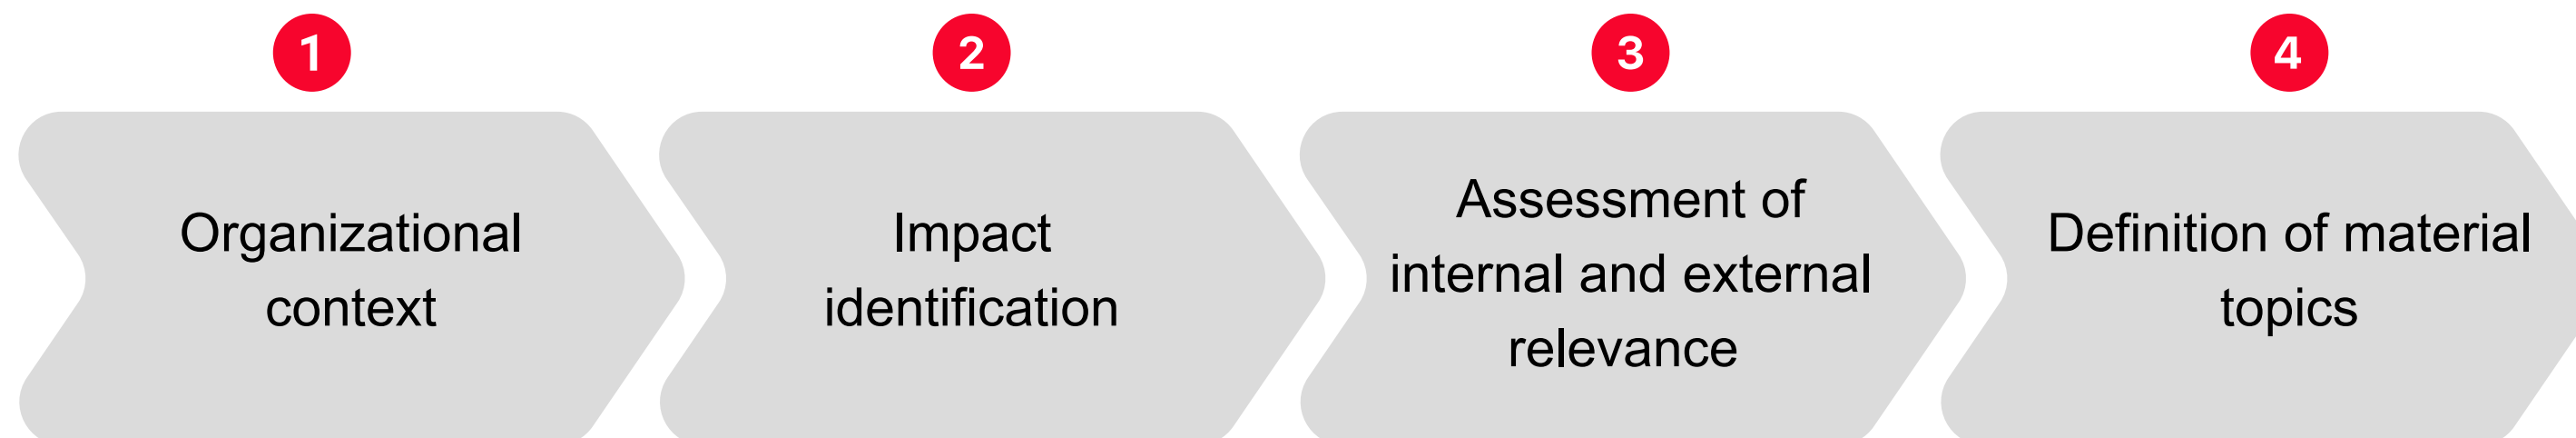 1
Organizational
context
2
Impact
identification
3
Assessment of
internal and external
relevance
4
Definition of material
topics